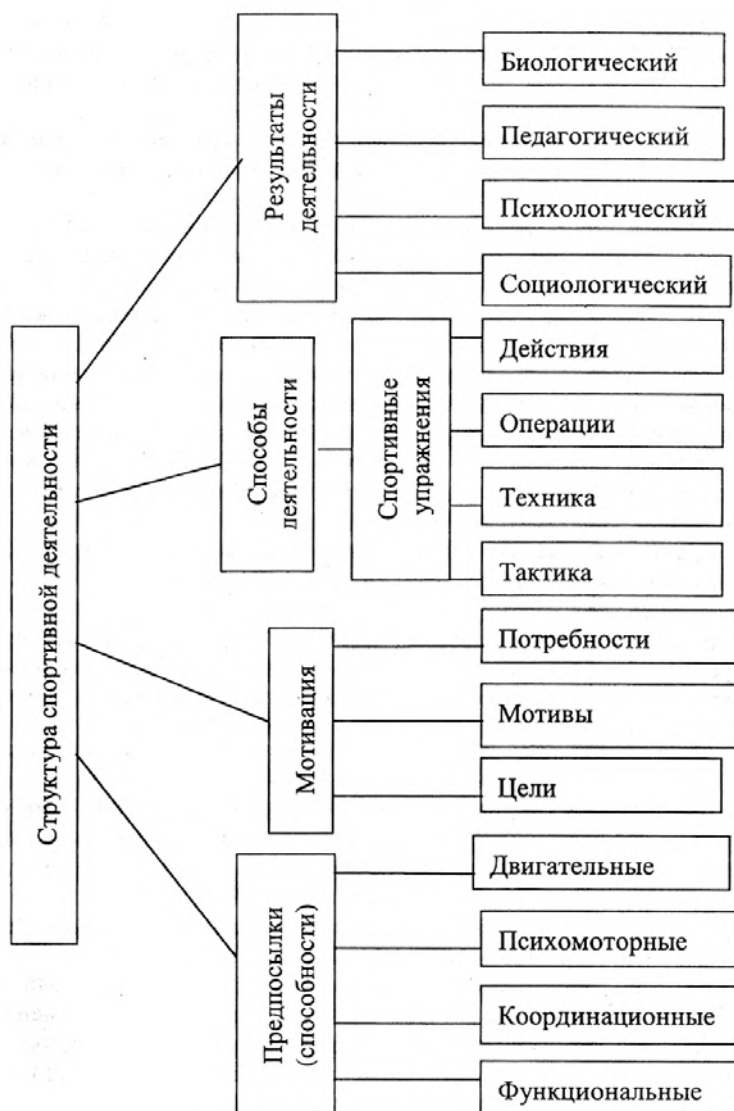 Структура спортивной деятельности
Результаты
деятельности
Биологический
Педагогический
Психологический
Социологический
Способы
деятельности
Спортивные
упражнения
Действия
Операции
Техника
Тактика
Мотивация
Потребности
Мотивы
Цели
Предпосылки
(способности)
Двигательные
Психомоторные
Координационные
Функциональные